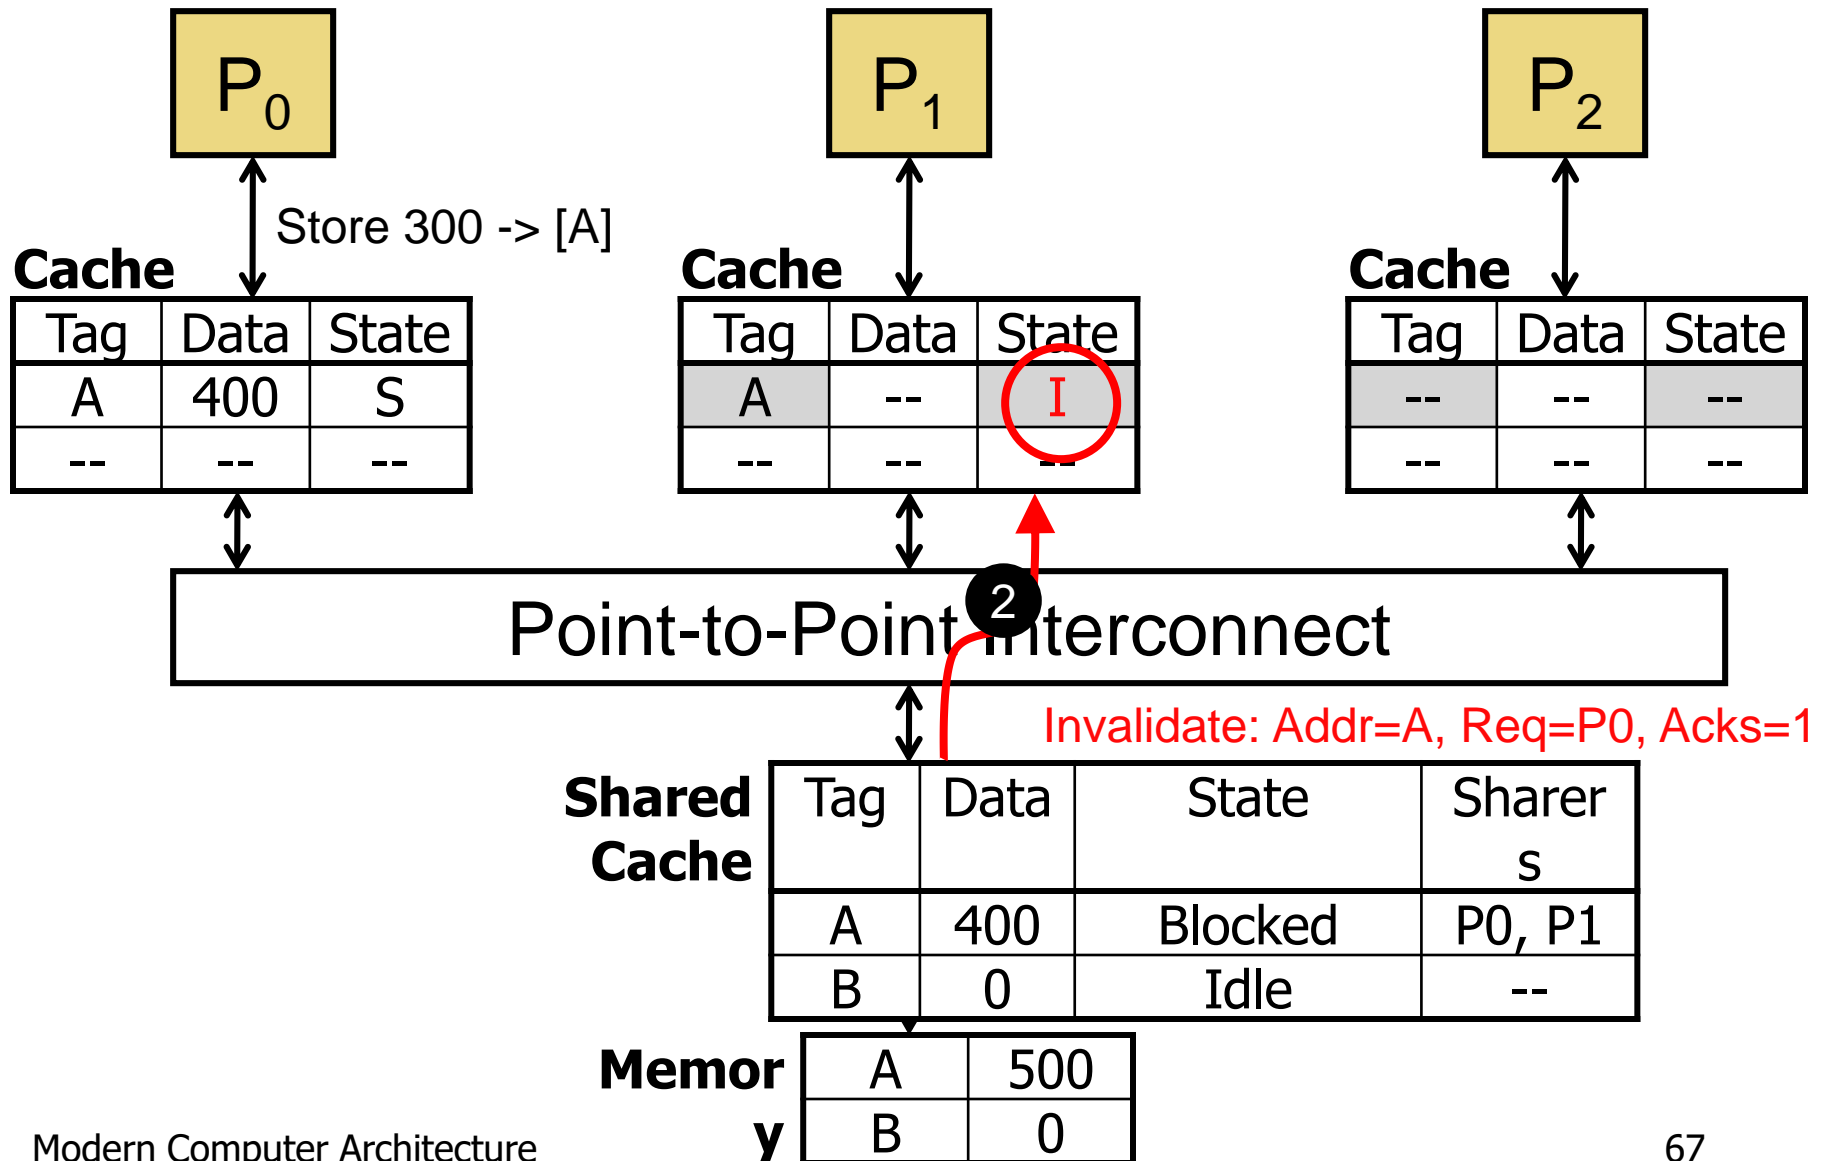 P0 P1 P2
Store 300 -> [A]
Cache Cache Cache
Tag Data State Tag Data State Tag Data State
A 400 S A -- I -- -- --
-- -- -- -- -- -- -- -- --
2
Point-to-Point Interconnect
Invalidate: Addr=A, Req=P0, Acks=1
Shared Tag Data State Sharer
Cache s
A 400 Blocked P0, P1
B 0 Idle --
Memor A 500
y B 0
Modern Computer Architecture 67